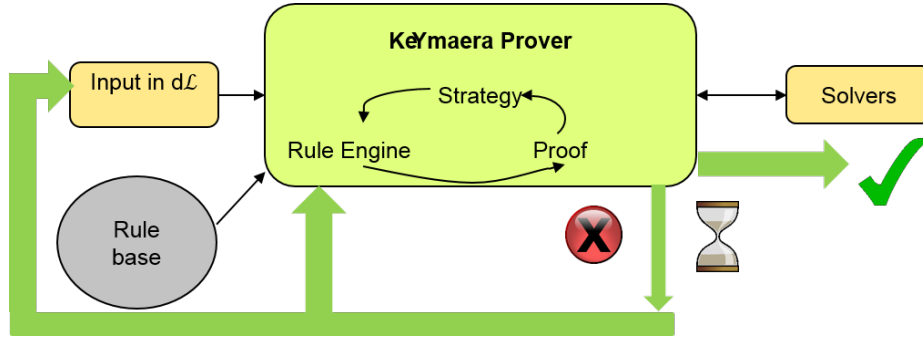 KeYmaera Prover
Input in dℒ
Strategy
Solvers
Rule Engine
Proof
Rule
base
X